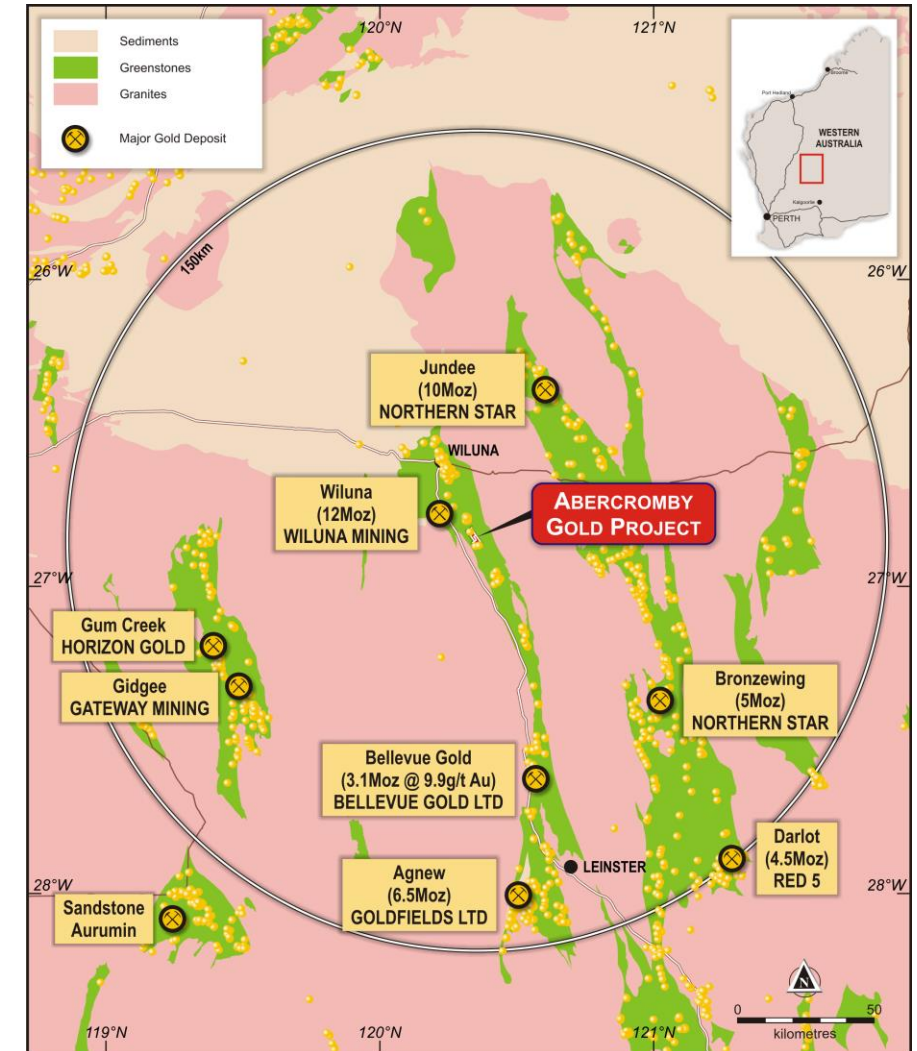 120°N
121°N
Sediments
Greenstones
Granites
Major Gold Deposit
Broome
Port Hedland
WESTERN
AUSTRALIA
Kalgoorlie
PERTH
150km
26°W
26°W
Jundee
(10Moz)
NORTHERN STAR
WILUNA
Wiluna
(12Moz)
WILUNA MINING
ABERCROMBY
GOLD PROJECT
27°W
27°W
Gum Creek
HORIZON GOLD
Gidgee
GATEWAY MINING
Bronzewing
(5Moz)
NORTHERN STAR
Bellevue Gold
(3.1Moz @ 9.9g/t Au)
BELLEVUE GOLD LTD
Darlot
(4.5Moz)
RED 5
LEINSTER
Agnew
(6.5Moz)
GOLDFIELDS LTD
28°W
28°W
Sandstone
Aurumin
N
0 50
kilometres
119°N
120°N
121°N